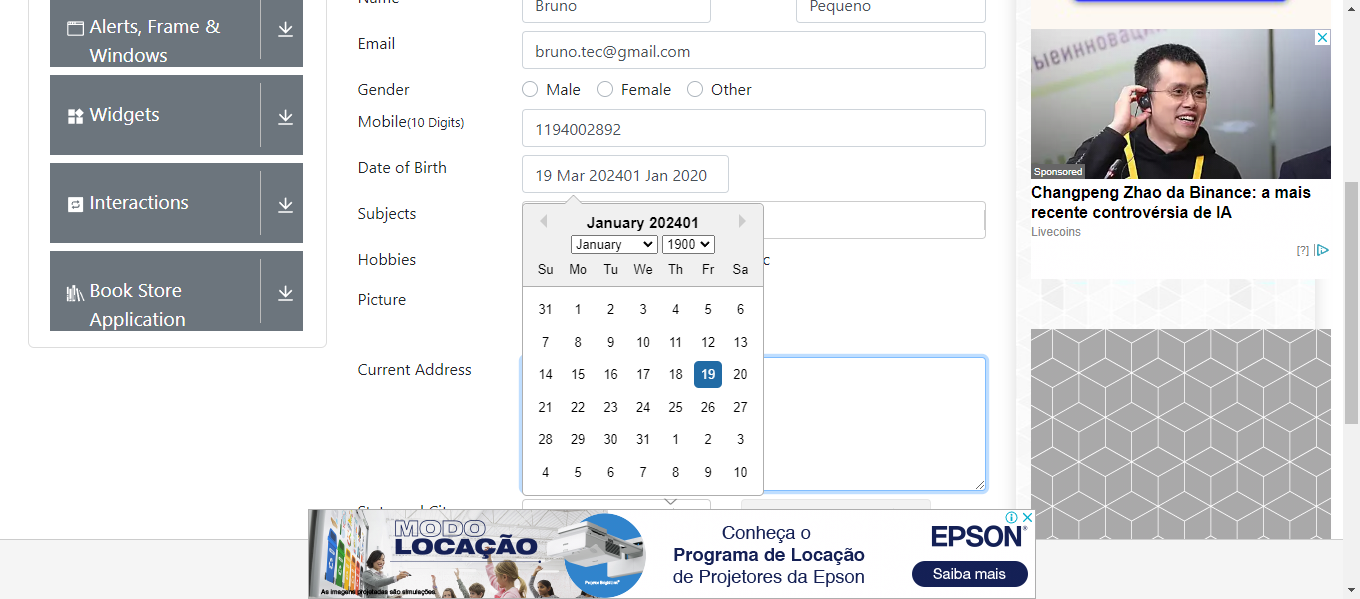 Alerts, Frame &
Windows
Widgets
Interactions
Book Store
Application
Name
Bruno
Pequeno
Email
bruno.tec@gmail.com
Gender
Male
Female
Other
Mobile(10 Digits)
1194002892
Date of Birth
19 Mar 202401 Jan 2020
Subjects
January 202401
January
1900
Su Mo Tu We Th Fr Sa
31 1 2 3 4 5 6
7 8 9 10 11 12 13
14 15 16 17 18 19 20
21 22 23 24 25 26 27
28 29 30 31 1 2 3
4 5 6 7 8 9 10
Hobbies
c
Picture
Current Address
Sponsored
Changpeng Zhao da Binance: a mais
recente controvérsia de IA
Livecoins
[?]
MODO
LOCAÇÃO
As imagens projetadas são simulações.
Conheça o
Programa de Locação
de Projetores da Epson
EPSON
Saiba mais